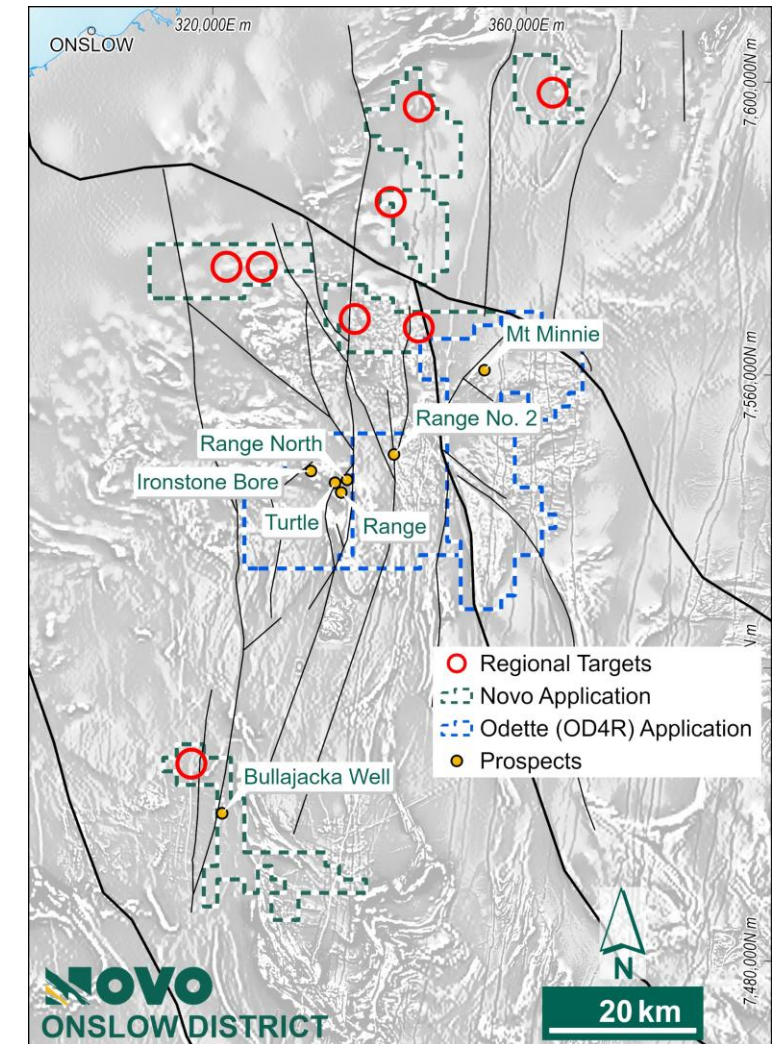 320,000E m
360,000E m
ONSLOW
7,600,000N m
Mt Minnie
7,560,000N m
Range No. 2
Range North
Ironstone Bore
Turtle
Range
Regional Targets
Novo Application
Odette (OD4R) Application
Prospects
Bullajacka Well
N
7,480,000N m
20 km
NOVO
ONSLOW DISTRICT